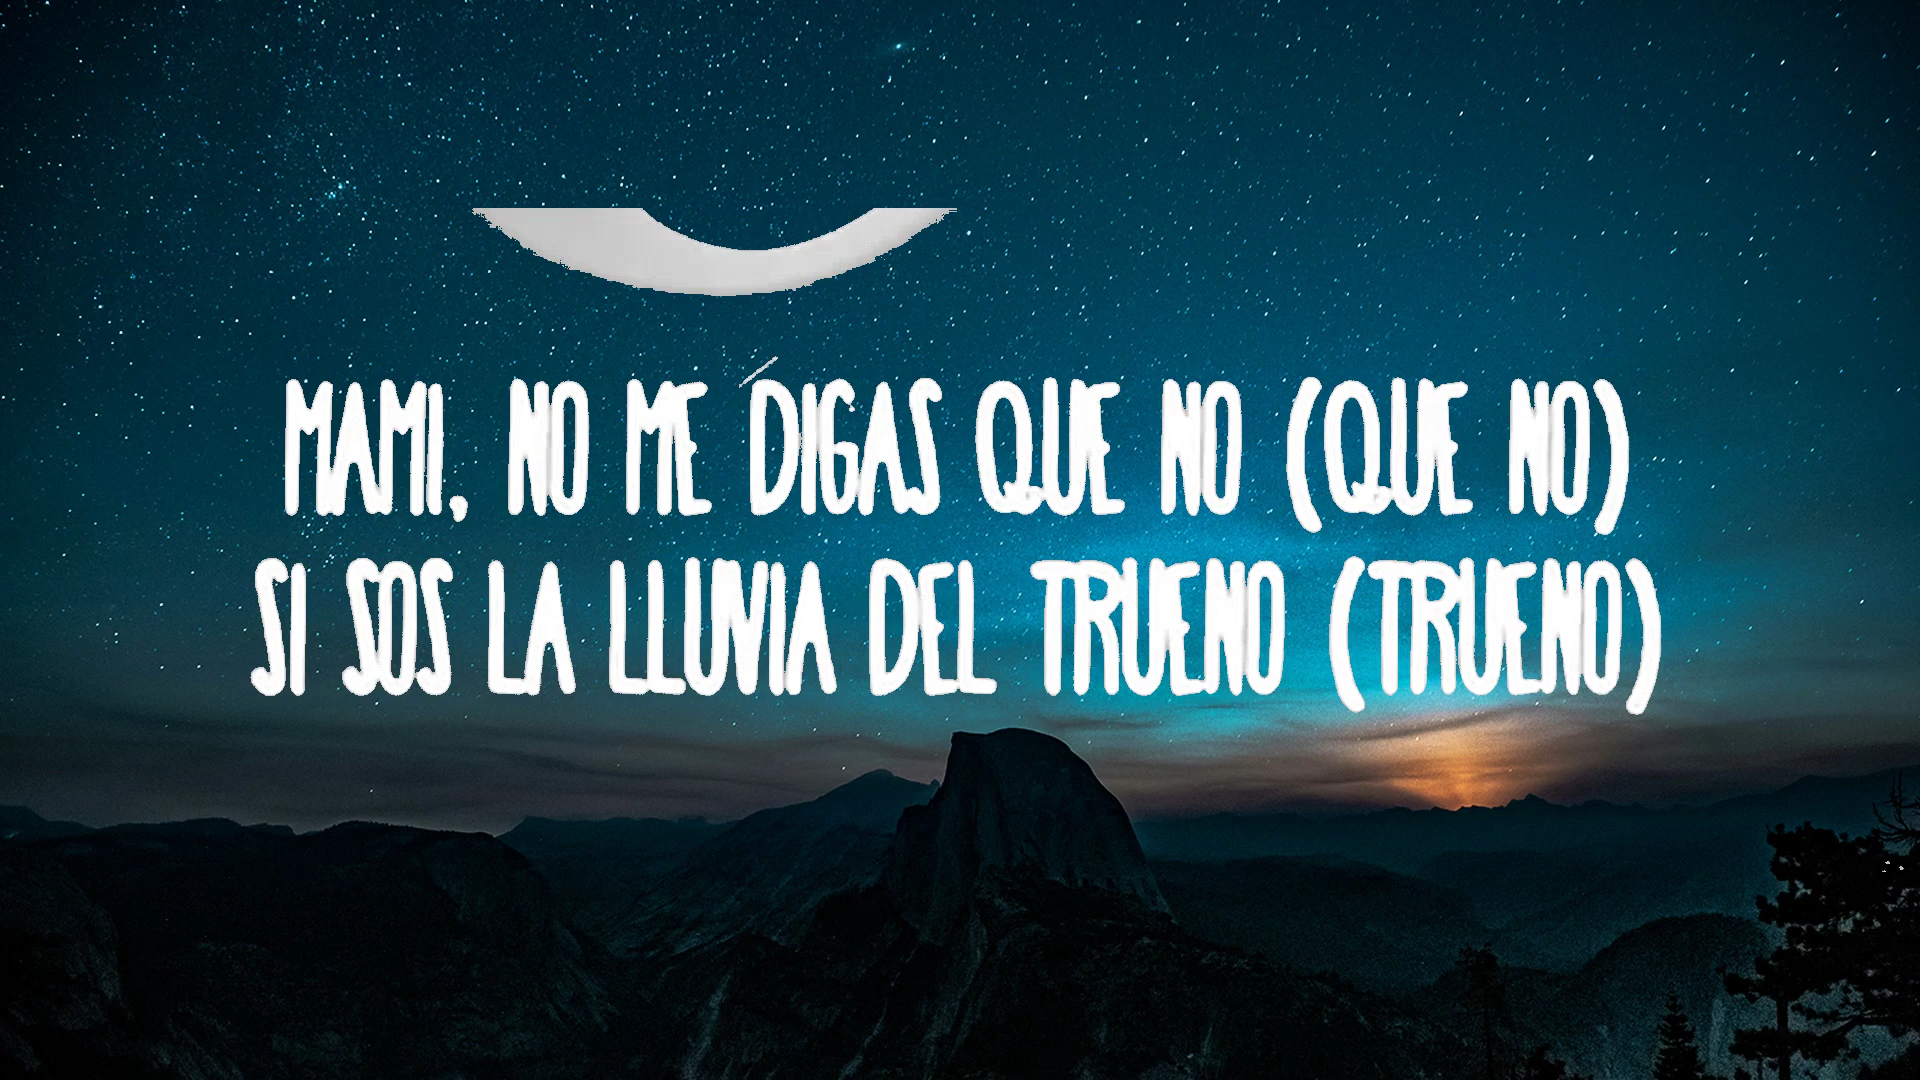 MAMI, NO ME DIGAS QUE NO (QUE NO)
SI SOS LA LLUVIA DEL TRUENO (TRUENO)